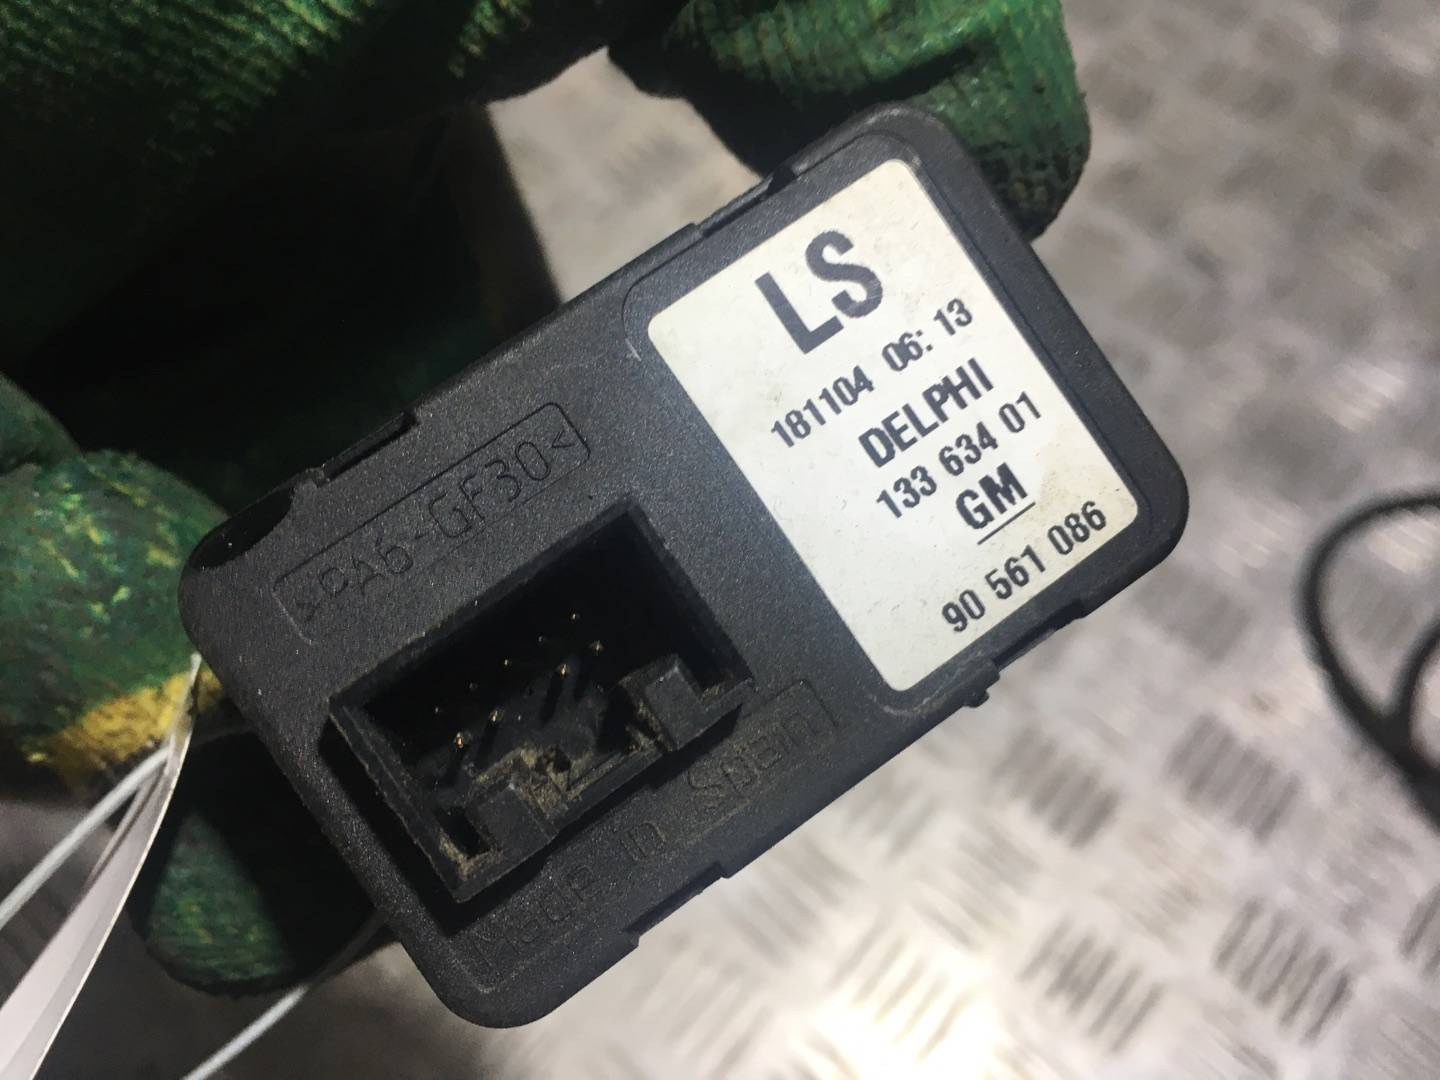 LS
181104 06:13
DELPHI
133 634 01
GM
90 561 086
>PA6-GF30<
Made in Spain